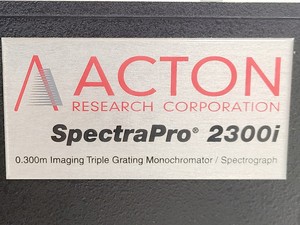 ACTON
RESEARCH CORPORATION
SpectraPro® 2300i
0.300m Imaging Triple Grating Monochromator / Spectrograph